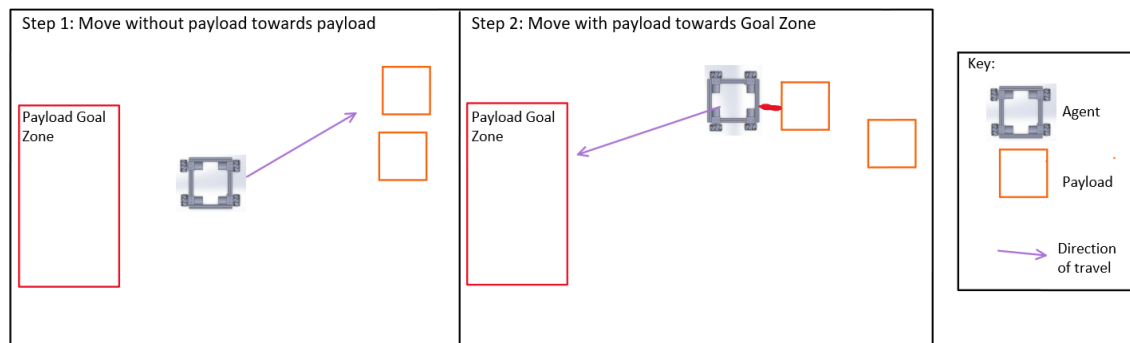 Step 1: Move without payload towards payload
Payload Goal
Zone
Step 2: Move with payload towards Goal Zone
Payload Goal
Zone
Key:
Agent
Payload
Direction
of travel